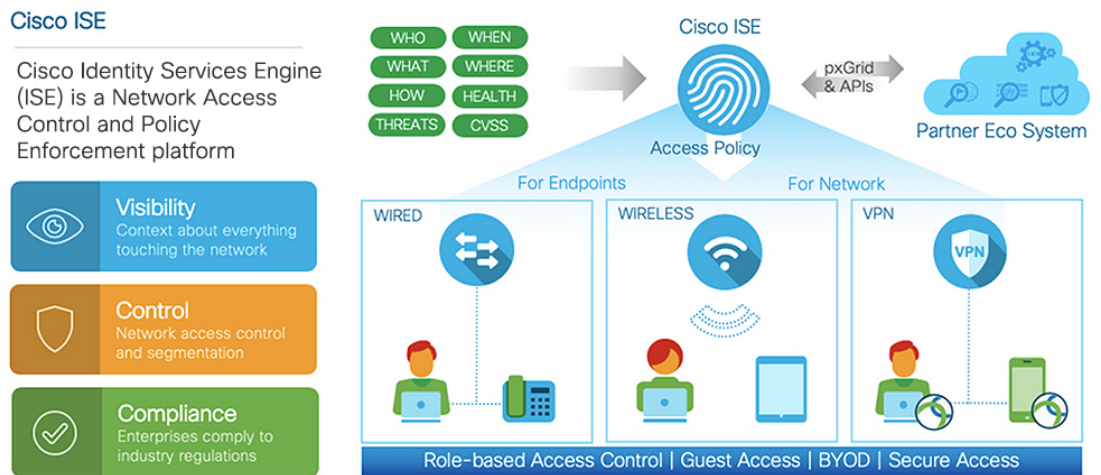 Cisco ISE
Cisco Identity Services Engine
(ISE) is a Network Access
Control and Policy
Enforcement platform
Visibility
Context about everything
touching the network
Control
Network access control
and segmentation
Compliance
Enterprises comply to
industry regulations
WHO
WHEN
WHAT
WHERE
HOW
HEALTH
THREATS
CVSS
Cisco ISE
Access Policy
pxGrid
& APIs
Partner Eco System
For Endpoints
For Network
WIRED
WIRELESS
VPN
VPN
Role-based Access Control | Guest Access | BYOD | Secure Access